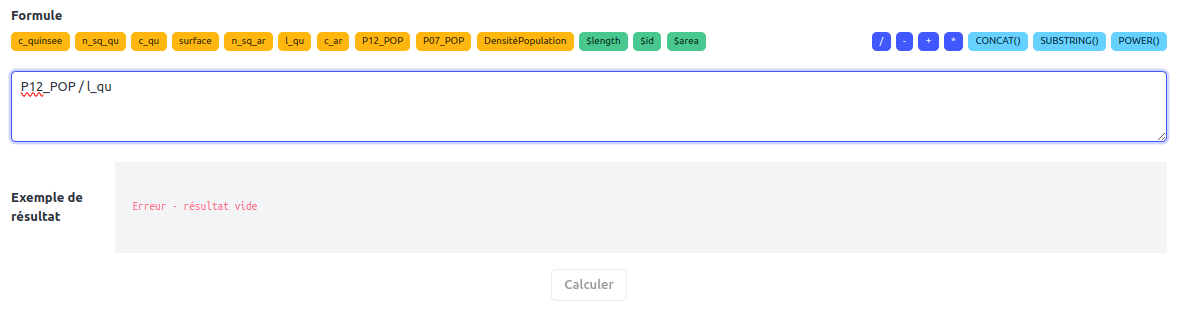 Formule
c_quinsee n_sq_qu c_qu surface n_sq_ar l_qu c_ar P12_POP P07_POP DensitéPopulation $length $id $area / - + * CONCAT() SUBSTRING() POWER()
P12_POP / l_qu
Exemple de
résultat
Erreur - résultat vide
Calculer